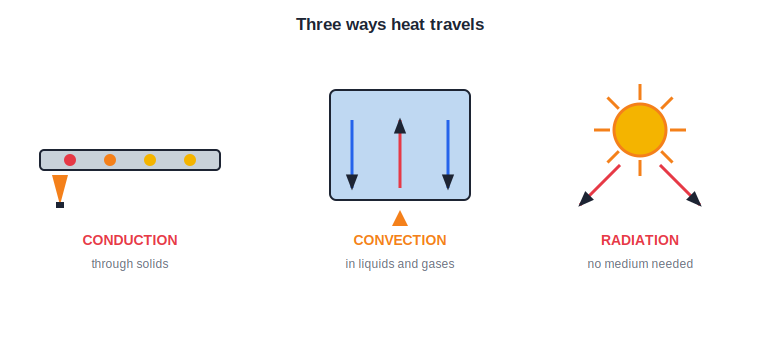 Three ways heat travels
CONDUCTION
through solids
CONVECTION
in liquids and gases
RADIATION
no medium needed